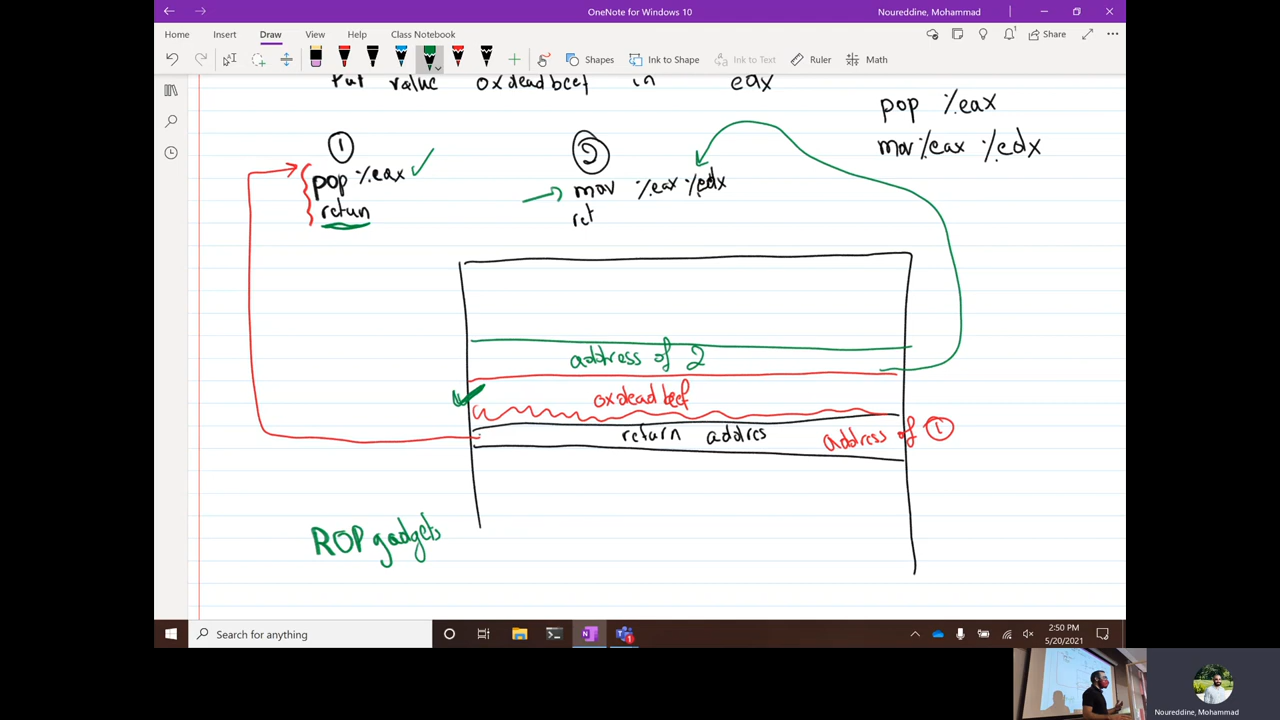 OneNote for Windows 10
Noureddine, Mohammad
Home Insert Draw View Help Class Notebook
Share
Shapes Ink to Shape Ink to Text Ruler Math
Put value 0xdeadbeef in eax
pop %eax
mov %eax %edx
1
pop %eax
return
2
mov %eax %edx
ret
address of 2
0xdeadbeef
return addres
address of 1
ROP gadgets
Search for anything
2:50 PM
5/20/2021
Noureddine, Mohammad